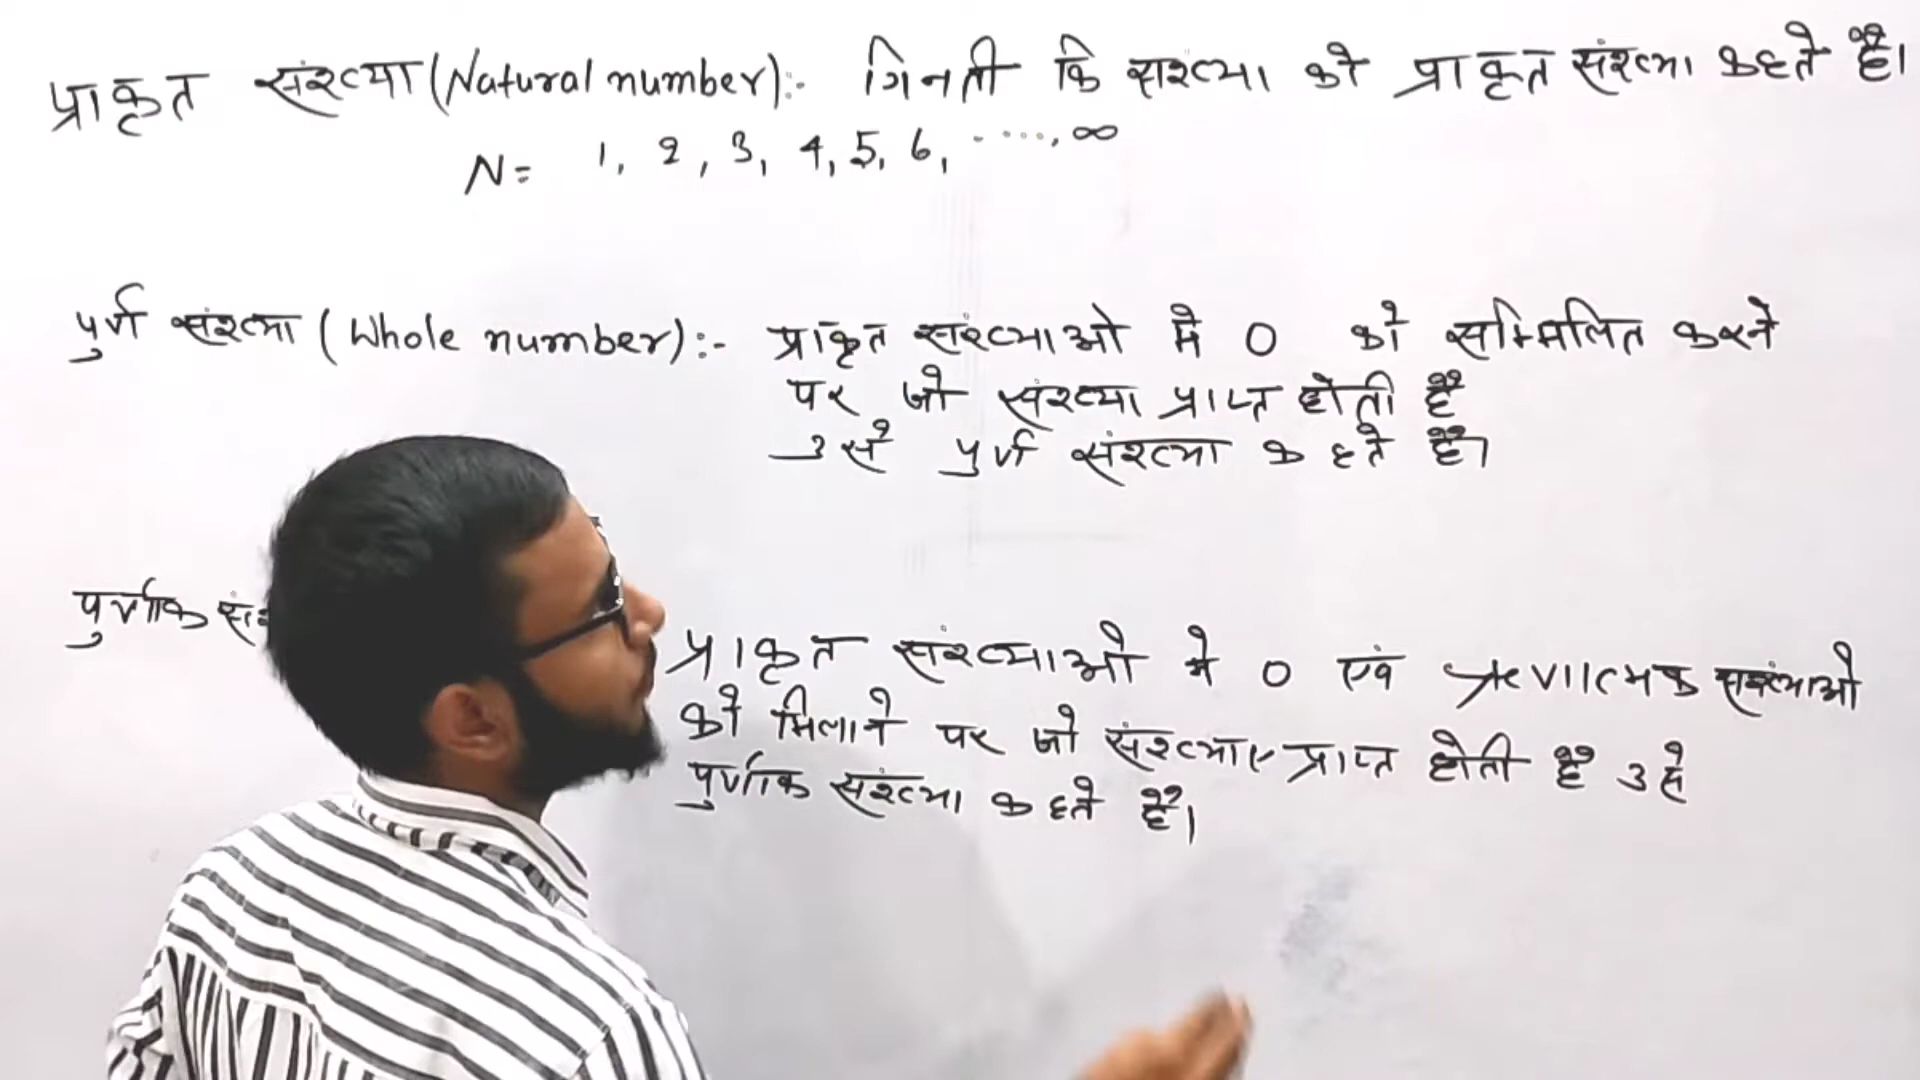 प्राकृत संख्या (Natural number):- गिनती कि संख्या को प्राकृत संख्या कहते है।
N= 1, 2, 3, 4, 5, 6, ....., ∞
पुर्ण संख्या (Whole number):- प्राकृत संख्याओ मे 0 को सम्मिलित करने
पर जो संख्या प्राप्त होती है
उसे पुर्ण संख्या कहते है।
पुर्णांक
प्राकृत संख्याओ मे 0 एवं ऋणात्मक संख्याओ
को मिलाने पर जो संख्याए प्राप्त होती है उहे
पुर्णांक संख्या कहते है।